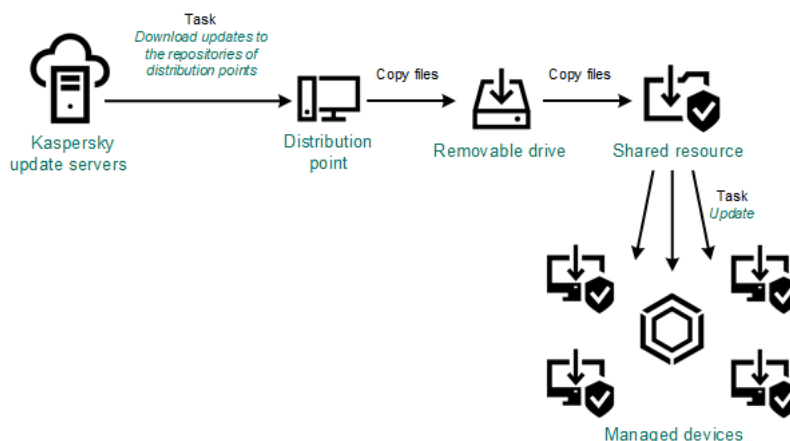 Task
Download updates to
the repositories of
distribution points
Kaspersky
update servers
Distribution
point
Copy files
Removable drive
Copy files
Shared resource
Task
Update
Managed devices